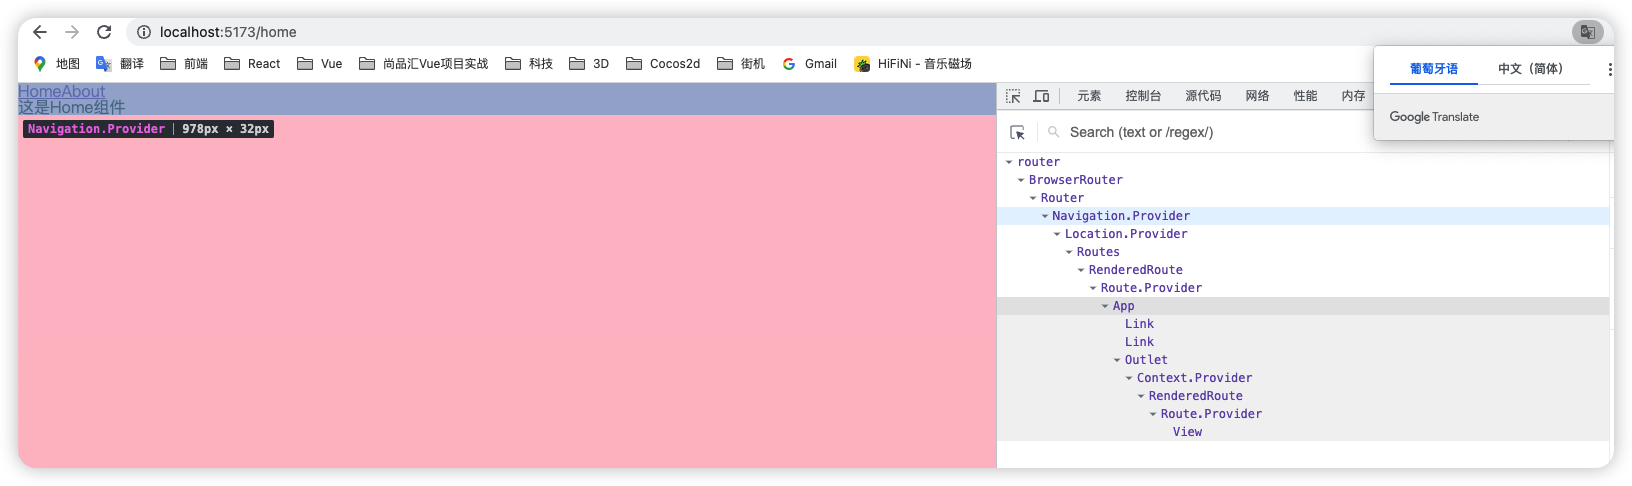 localhost:5173/home
地图 翻译 前端 React Vue 尚品汇Vue项目实战 科技 3D Cocos2d 街机 Gmail HiFiNi - 音乐磁场
葡萄牙语 中文（简体）
Google Translate
HomeAbout
这是Home组件
Navigation.Provider | 978px × 32px
元素 控制台 源代码 网络 性能 内存
Search (text or /regex/)
router
BrowserRouter
Router
Navigation.Provider
Location.Provider
Routes
RenderedRoute
Route.Provider
App
Link
Link
Outlet
Context.Provider
RenderedRoute
Route.Provider
View